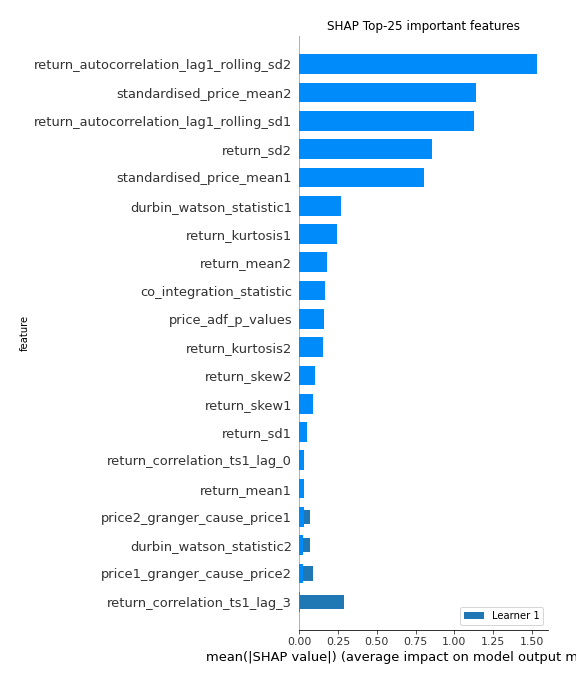 SHAP Top-25 important features
return_autocorrelation_lag1_rolling_sd2
standardised_price_mean2
return_autocorrelation_lag1_rolling_sd1
return_sd2
standardised_price_mean1
durbin_watson_statistic1
return_kurtosis1
return_mean2
co_integration_statistic
price_adf_p_values
return_kurtosis2
return_skew2
return_skew1
return_sd1
return_correlation_ts1_lag_0
return_mean1
price2_granger_cause_price1
durbin_watson_statistic2
price1_granger_cause_price2
return_correlation_ts1_lag_3
feature
Learner 1
0.00 0.25 0.50 0.75 1.00 1.25 1.50
mean(|SHAP value|) (average impact on model output m